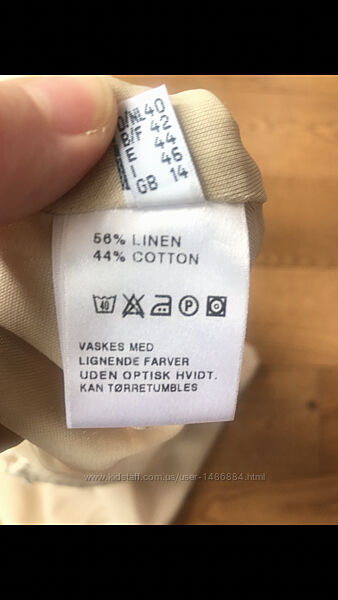 D/NL 40
B/F 42
E 44
I 46
GB 14
56% LINEN
44% COTTON
40 P
VASKES MED
LIGNENDE FARVER
UDEN OPTISK HVIDT.
KAN TØRRETUMBLES
www.kidstaff.com.ua/user-1486884.html